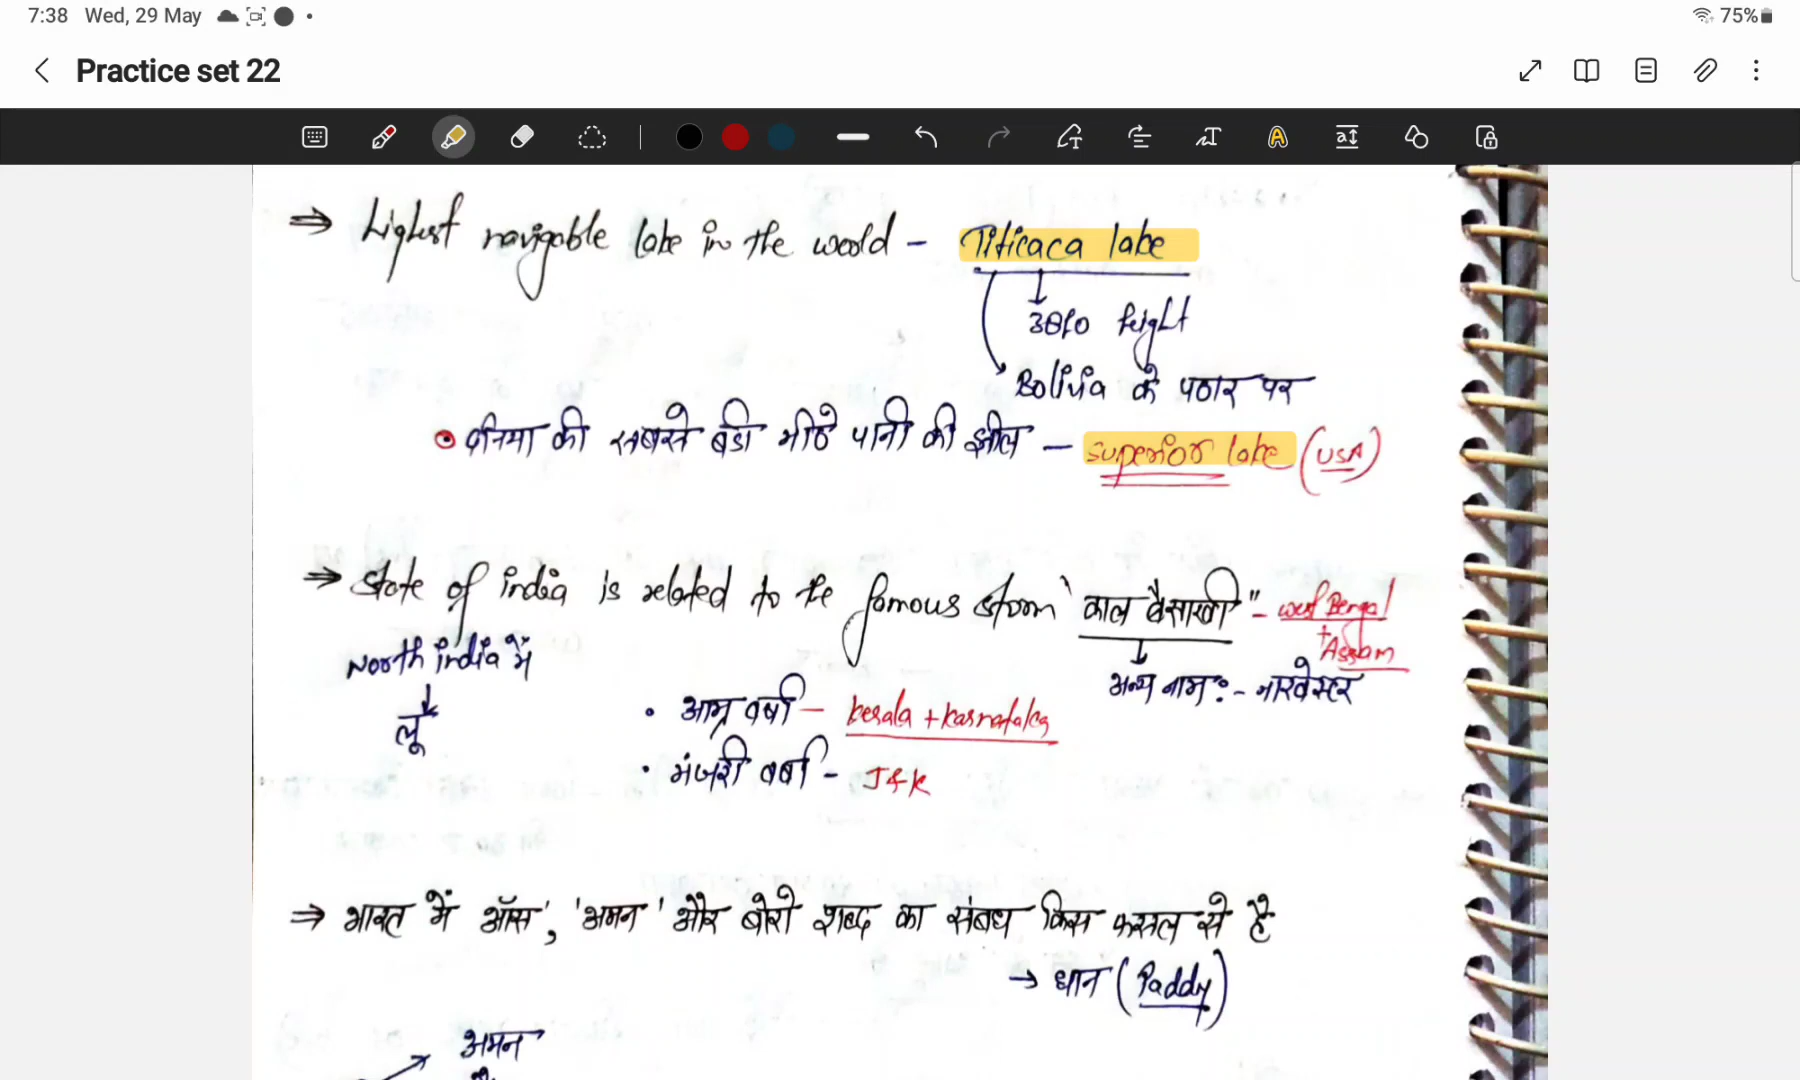 7:38 Wed, 29 May
75%
Practice set 22
⇒ highest navigable lake in the world - Titicaca lake
3810 height
Bolivia के पठार पर
दुनिया की सबसे बडी मीठे पानी की झील - superior lake (USA)
⇒ State of india is related to the famous storm "काल बैसाखी" - west Bengal
+ Assam
North india में
अन्य नाम :- नारवेस्टर
लू
• आम्र वर्षा - kerala + karnataka
• मंजरी वर्षा - J&K
⇒ भारत में ऑस', 'अमन' और बोरो शब्द का संबध किस फसल से है
→ धान (Paddy)
→ अमन